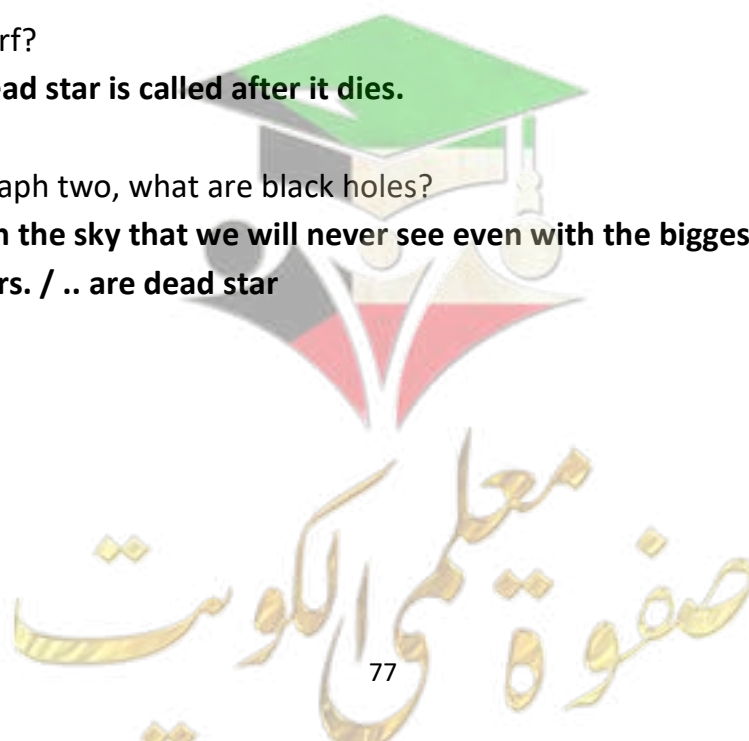 rf?
ad star is called after it dies.
aph two, what are black holes?
n the sky that we will never see even with the bigges
rs. / .. are dead star
صفوة معلمى الكويت
77